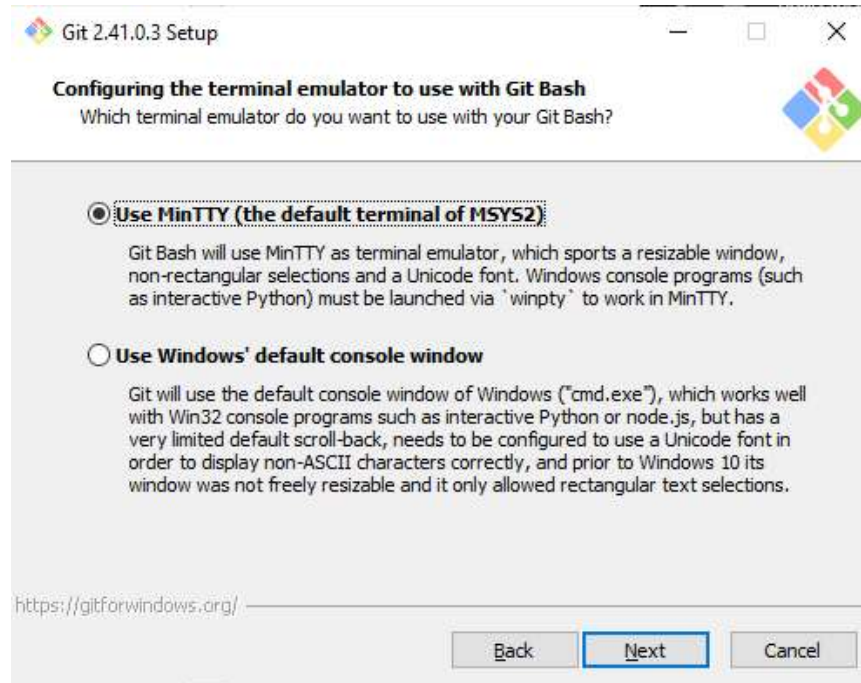 Git 2.41.0.3 Setup
Configuring the terminal emulator to use with Git Bash
Which terminal emulator do you want to use with your Git Bash?
Use MinTTY (the default terminal of MSYS2)
Git Bash will use MinTTY as terminal emulator, which sports a resizable window,
non-rectangular selections and a Unicode font. Windows console programs (such
as interactive Python) must be launched via `winpty` to work in MinTTY.
Use Windows' default console window
Git will use the default console window of Windows ("cmd.exe"), which works well
with Win32 console programs such as interactive Python or node.js, but has a
very limited default scroll-back, needs to be configured to use a Unicode font in
order to display non-ASCII characters correctly, and prior to Windows 10 its
window was not freely resizable and it only allowed rectangular text selections.
https://gitforwindows.org/
Back Next Cancel